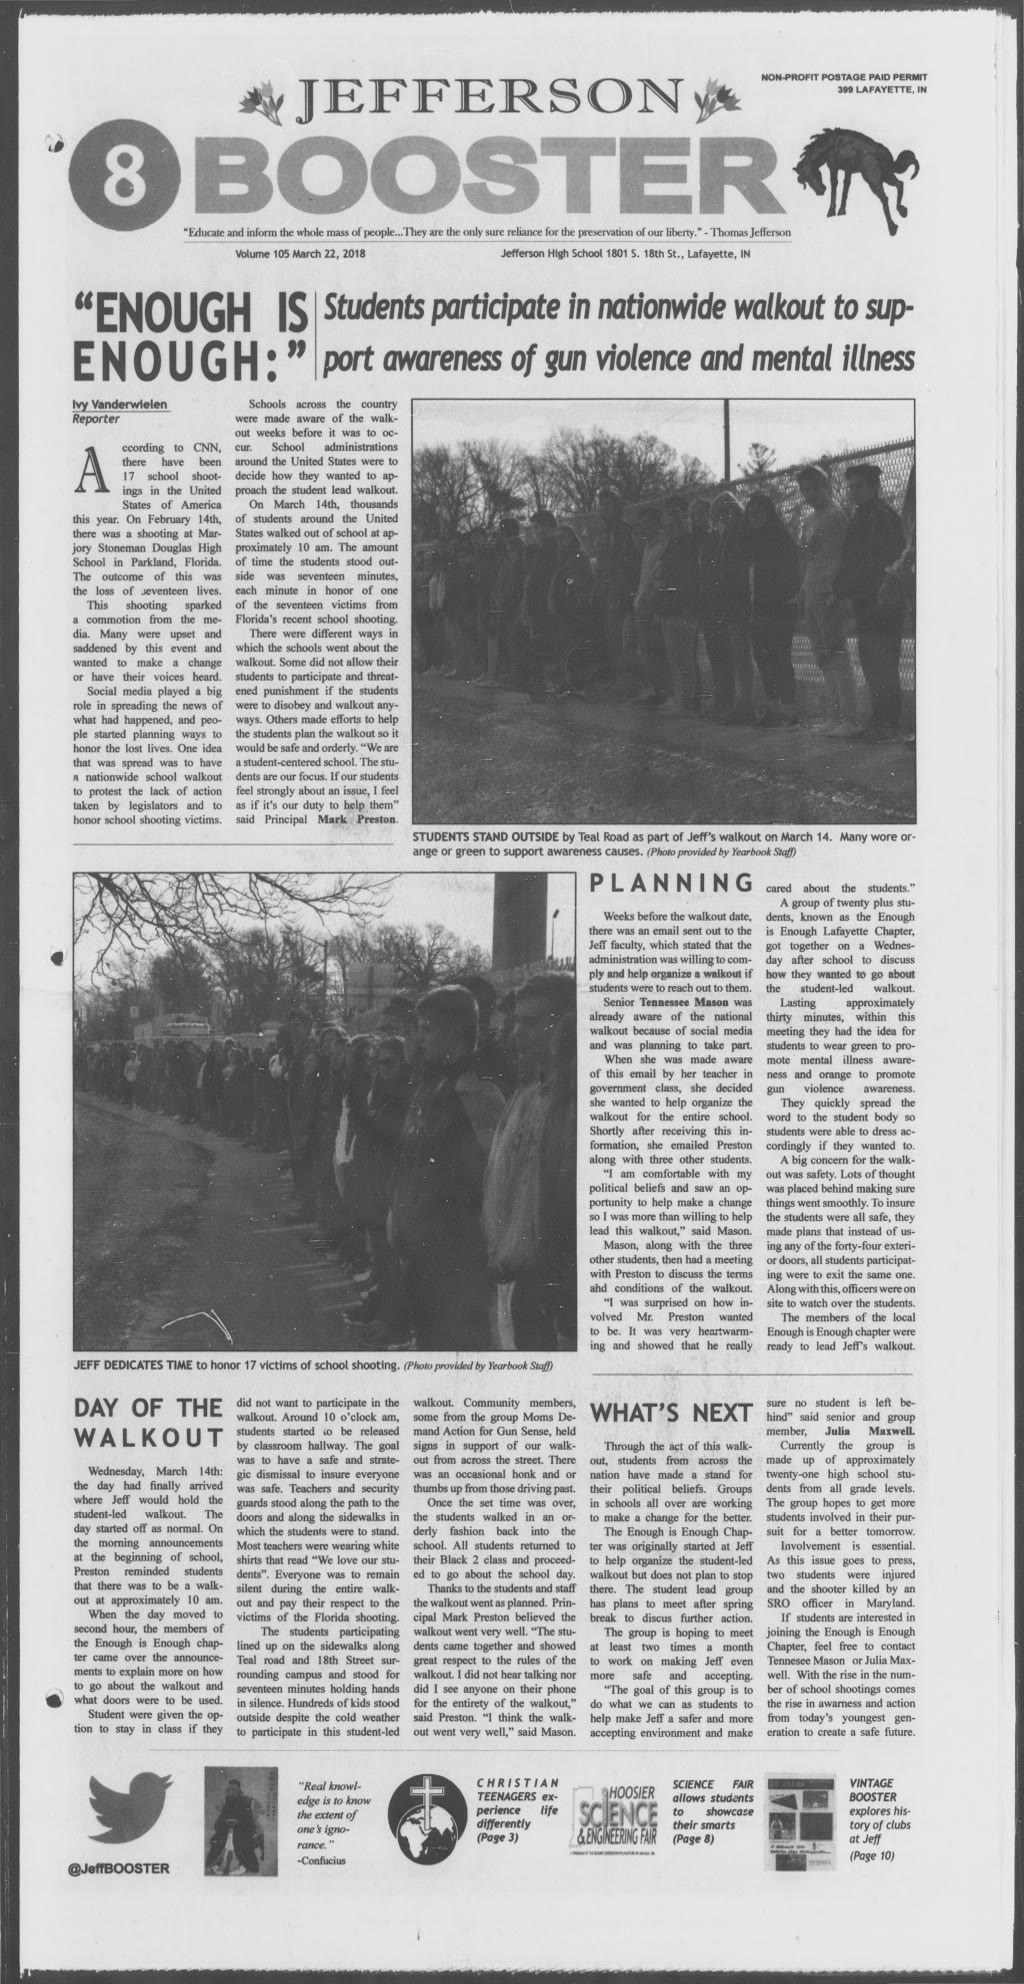 NON-PROFIT POSTAGE PAID PERMIT
399 LAFAYETTE, IN
JEFFERSON
8
BOOSTER
"Educate and inform the whole mass of people...They are the only sure reliance for the preservation of our liberty." - Thomas Jefferson
Volume 105 March 22, 2018
Jefferson High School 1801 S. 18th St., Lafayette, IN
"ENOUGH IS
ENOUGH:"
Students participate in nationwide walkout to sup-
port awareness of gun violence and mental illness
Ivy Vanderwielen
Reporter
According to CNN,
there have been
17 school shoot-
ings in the United
States of America
this year. On February 14th,
there was a shooting at Mar-
jory Stoneman Douglas High
School in Parkland, Florida.
The outcome of this was
the loss of seventeen lives.
This shooting sparked
a commotion from the me-
dia. Many were upset and
saddened by this event and
wanted to make a change
or have their voices heard.
Social media played a big
role in spreading the news of
what had happened, and peo-
ple started planning ways to
honor the lost lives. One idea
that was spread was to have
a nationwide school walkout
to protest the lack of action
taken by legislators and to
honor school shooting victims.
Schools across the country
were made aware of the walk-
out weeks before it was to oc-
cur. School administrations
around the United States were to
decide how they wanted to ap-
proach the student lead walkout.
On March 14th, thousands
of students around the United
States walked out of school at ap-
proximately 10 am. The amount
of time the students stood out-
side was seventeen minutes,
each minute in honor of one
of the seventeen victims from
Florida's recent school shooting.
There were different ways in
which the schools went about the
walkout. Some did not allow their
students to participate and threat-
ened punishment if the students
were to disobey and walkout any-
ways. Others made efforts to help
the students plan the walkout so it
would be safe and orderly. "We are
a student-centered school. The stu-
dents are our focus. If our students
feel strongly about an issue, I feel
as if it's our duty to help them"
said Principal Mark Preston.
STUDENTS STAND OUTSIDE by Teal Road as part of Jeff's walkout on March 14. Many wore or-
ange or green to support awareness causes. (Photo provided by Yearbook Staff)
JEFF DEDICATES TIME to honor 17 victims of school shooting. (Photo provided by Yearbook Staff)
PLANNING
Weeks before the walkout date,
there was an email sent out to the
Jeff faculty, which stated that the
administration was willing to com-
ply and help organize a walkout if
students were to reach out to them.
Senior Tennessee Mason was
already aware of the national
walkout because of social media
and was planning to take part.
When she was made aware
of this email by her teacher in
government class, she decided
she wanted to help organize the
walkout for the entire school.
Shortly after receiving this in-
formation, she emailed Preston
along with three other students.
"I am comfortable with my
political beliefs and saw an op-
portunity to help make a change
so I was more than willing to help
lead this walkout," said Mason.
Mason, along with the three
other students, then had a meeting
with Preston to discuss the terms
ahd conditions of the walkout.
"I was surprised on how in-
volved Mr. Preston wanted
to be. It was very heartwarm-
ing and showed that he really
cared about the students."
A group of twenty plus stu-
dents, known as the Enough
is Enough Lafayette Chapter,
got together on a Wednes-
day after school to discuss
how they wanted to go about
the student-led walkout.
Lasting approximately
thirty minutes, within this
meeting they had the idea for
students to wear green to pro-
mote mental illness aware-
ness and orange to promote
gun violence awareness.
They quickly spread the
word to the student body so
students were able to dress ac-
cordingly if they wanted to.
A big concern for the walk-
out was safety. Lots of thought
was placed behind making sure
things went smoothly. To insure
the students were all safe, they
made plans that instead of us-
ing any of the forty-four exteri-
or doors, all students participat-
ing were to exit the same one.
Along with this, officers were on
site to watch over the students.
The members of the local
Enough is Enough chapter were
ready to lead Jeff's walkout.
DAY OF THE
WALKOUT
Wednesday, March 14th:
the day had finally arrived
where Jeff would hold the
student-led walkout. The
day started off as normal. On
the morning announcements
at the beginning of school,
Preston reminded students
that there was to be a walk-
out at approximately 10 am.
When the day moved to
second hour, the members of
the Enough is Enough chap-
ter came over the announce-
ments to explain more on how
to go about the walkout and
what doors were to be used.
Student were given the op-
tion to stay in class if they
did not want to participate in the
walkout. Around 10 o'clock am,
students started to be released
by classroom hallway. The goal
was to have a safe and strate-
gic dismissal to insure everyone
was safe. Teachers and security
guards stood along the path to the
doors and along the sidewalks in
which the students were to stand.
Most teachers were wearing white
shirts that read "We love our stu-
dents". Everyone was to remain
silent during the entire walk-
out and pay their respect to the
victims of the Florida shooting.
The students participating
lined up on the sidewalks along
Teal road and 18th Street sur-
rounding campus and stood for
seventeen minutes holding hands
in silence. Hundreds of kids stood
outside despite the cold weather
to participate in this student-led
walkout. Community members,
some from the group Moms De-
mand Action for Gun Sense, held
signs in support of our walk-
out from across the street. There
was an occasional honk and or
thumbs up from those driving past.
Once the set time was over,
the students walked in an or-
derly fashion back into the
school. All students returned to
their Black 2 class and proceed-
ed to go about the school day.
Thanks to the students and staff
the walkout went as planned. Prin-
cipal Mark Preston believed the
walkout went very well. "The stu-
dents came together and showed
great respect to the rules of the
walkout. I did not hear talking nor
did I see anyone on their phone
for the entirety of the walkout,"
said Preston. "I think the walk-
out went very well," said Mason.
WHAT'S NEXT
Through the act of this walk-
out, students from across the
nation have made a stand for
their political beliefs. Groups
in schools all over are working
to make a change for the better.
The Enough is Enough Chap-
ter was originally started at Jeff
to help organize the student-led
walkout but does not plan to stop
there. The student lead group
has plans to meet after spring
break to discus further action.
The group is hoping to meet
at least two times a month
to work on making Jeff even
more safe and accepting.
"The goal of this group is to
do what we can as students to
help make Jeff a safer and more
accepting environment and make
sure no student is left be-
hind" said senior and group
member, Julia Maxwell.
Currently the group is
made up of approximately
twenty-one high school stu-
dents from all grade levels.
The group hopes to get more
students involved in their pur-
suit for a better tomorrow.
Involvement is essential.
As this issue goes to press,
two students were injured
and the shooter killed by an
SRO officer in Maryland.
If students are interested in
joining the Enough is Enough
Chapter, feel free to contact
Tennesee Mason or Julia Max-
well. With the rise in the num-
ber of school shootings comes
the rise in awarness and action
from today's youngest gen-
eration to create a safe future.
@JeffBOOSTER
"Real knowl-
edge is to know
the extent of
one's igno-
rance."
-Confucius
CHRISTIAN
TEENAGERS ex-
perience life
differently
(Page 3)
HOOSIER
SCIENCE
& ENGINEERING FAIR
SCIENCE FAIR
allows students
to showcase
their smarts
(Page 8)
VINTAGE
BOOSTER
explores his-
tory of clubs
at Jeff
(Page 10)